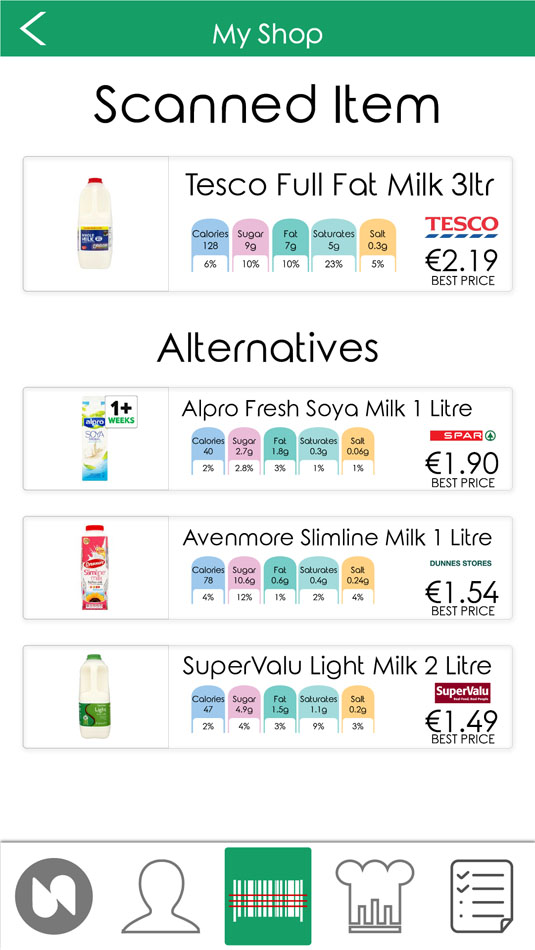 My Shop
Scanned Item
Tesco Full Fat Milk 3ltr
TESCO
Calories Sugar Fat Saturates Salt
128 9g 7g 5g 0.3g
6% 10% 10% 23% 5%
€2.19
BEST PRICE
WHOLE
MILK
Alternatives
Alpro Fresh Soya Milk 1 Litre
1+
WEEKS
alpro
SOYA
SPAR
Calories Sugar Fat Saturates Salt
40 2.7g 1.8g 0.3g 0.06g
2% 2.8% 3% 1% 1%
€1.90
BEST PRICE
Avenmore Slimline Milk 1 Litre
Avonmore
Slimline
milk
DUNNES STORES
Calories Sugar Fat Saturates Salt
78 10.6g 0.6g 0.4g 0.24g
4% 12% 1% 2% 4%
€1.54
BEST PRICE
SuperValu Light Milk 2 Litre
Light
SuperValu
Real Food, Real People
Calories Sugar Fat Saturates Salt
47 4.9g 1.5g 1.1g 0.2g
2% 4% 3% 9% 3%
€1.49
BEST PRICE